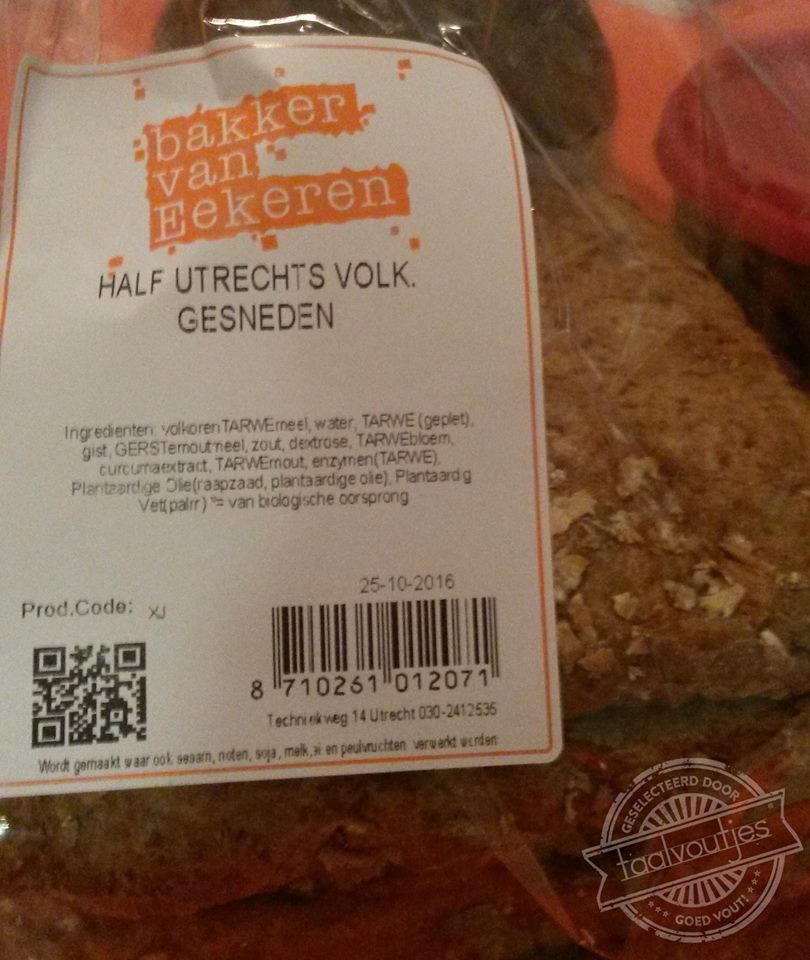 bakker
van
Eekeren
HALF UTRECHTS VOLK.
GESNEDEN
Ingredienten: volkoren TARWEmeel, water, TARWE (geplet),
gist, GERSTemoutmeel, zout, dextrose, TARWEbloem,
curcumaextract, TARWEmout, enzymen(TARWE),
Plantaardige Olie(raapzaad, plantaardige olie), Plantaardig
Vet(palm) *= van biologische oorsprong
25-10-2016
Prod.Code: XJ
8 710261 012071
Techniekweg 14 Utrecht 030-2412535
Wordt gemaakt waar ook sesam, noten, soja, melk, ei en peulvruchten verwerkt worden
GESELECTEERD DOOR
taalvoutjes
GOED VOUT!